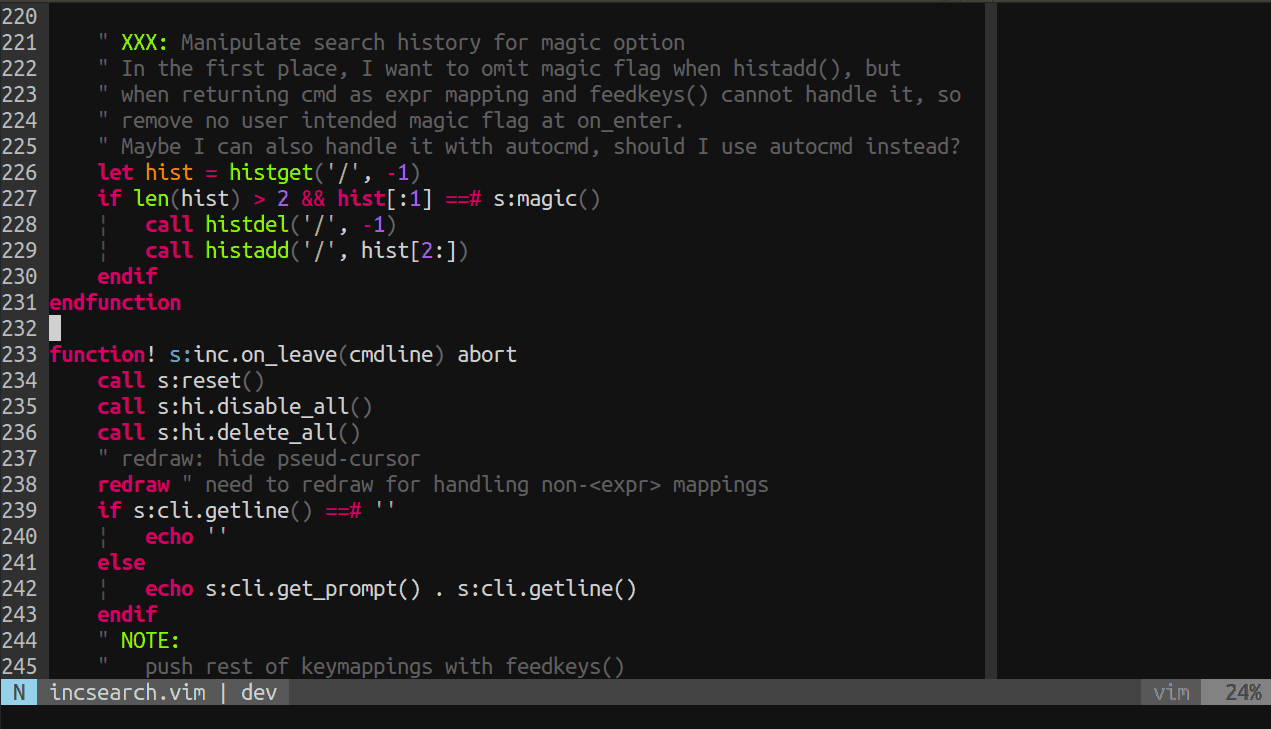 220
221     " XXX: Manipulate search history for magic option
222     " In the first place, I want to omit magic flag when histadd(), but
223     " when returning cmd as expr mapping and feedkeys() cannot handle it, so
224     " remove no user intended magic flag at on_enter.
225     " Maybe I can also handle it with autocmd, should I use autocmd instead?
226     let hist = histget('/', -1)
227     if len(hist) > 2 && hist[:1] ==# s:magic()
228     ¦   call histdel('/', -1)
229     ¦   call histadd('/', hist[2:])
230     endif
231 endfunction
232
233 function! s:inc.on_leave(cmdline) abort
234     call s:reset()
235     call s:hi.disable_all()
236     call s:hi.delete_all()
237     " redraw: hide pseud-cursor
238     redraw " need to redraw for handling non-<expr> mappings
239     if s:cli.getline() ==# ''
240     ¦   echo ''
241     else
242     ¦   echo s:cli.get_prompt() . s:cli.getline()
243     endif
244     " NOTE:
245     "   push rest of keymappings with feedkeys()
N incsearch.vim | dev vim 24%